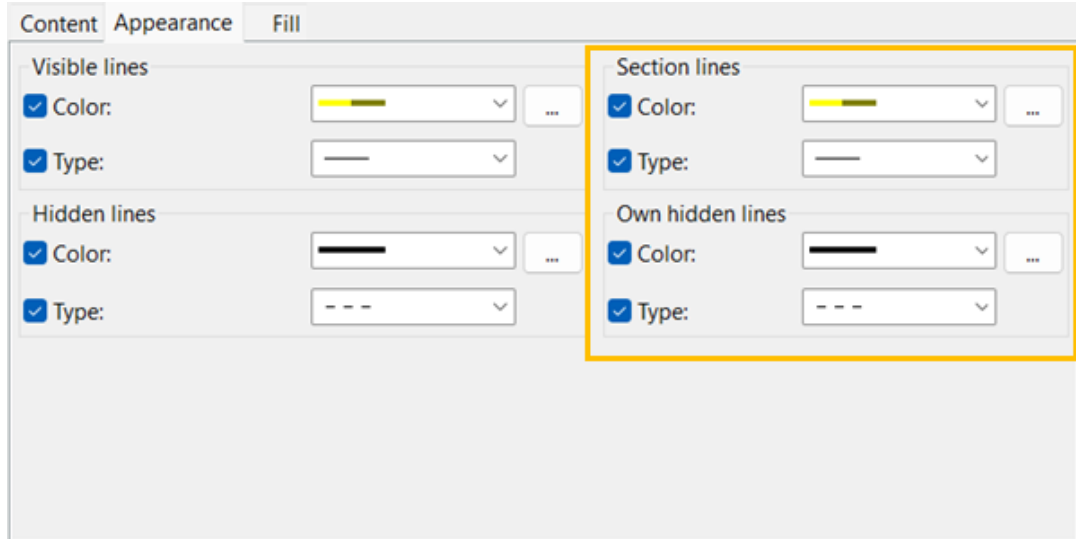 Content Appearance Fill
Visible lines
Color:
...
Type:
Hidden lines
Color:
...
Type:
Section lines
Color:
...
Type:
Own hidden lines
Color:
...
Type: